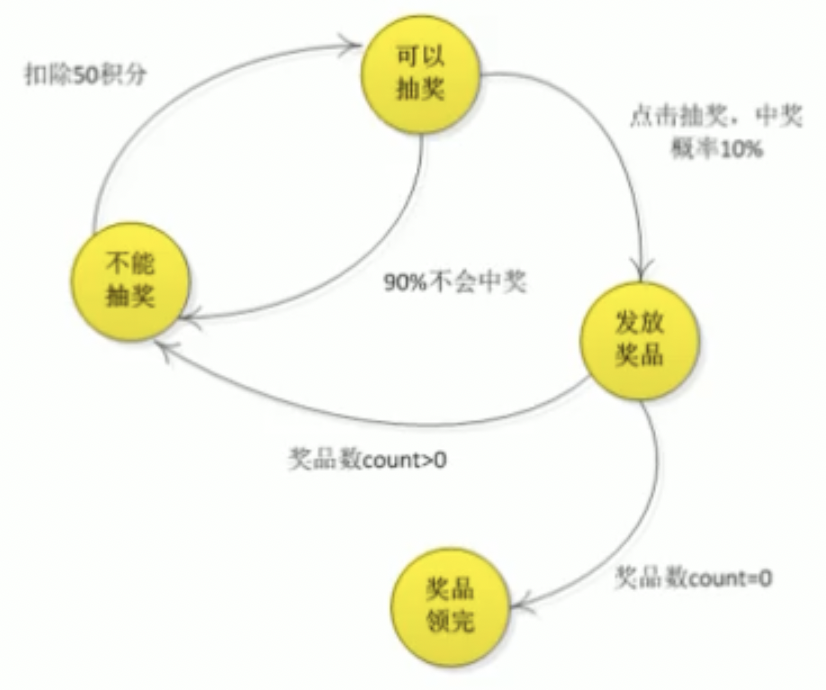 可以
抽奖
扣除50积分
点击抽奖，中奖
概率10%
不能
抽奖
90%不会中奖
发放
奖品
奖品数count>0
奖品数count=0
奖品
领完